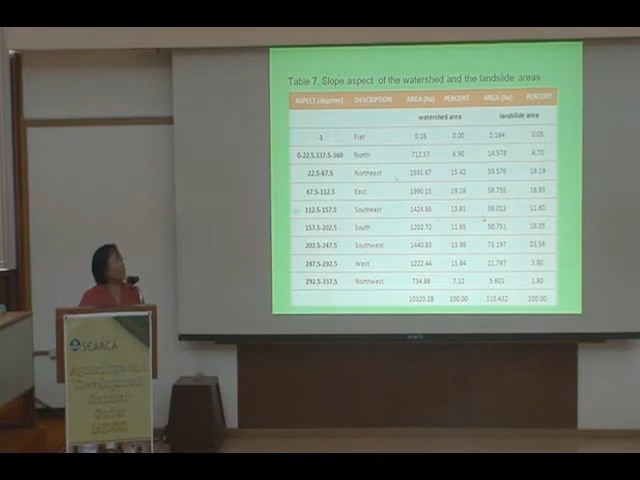 Table 7, Slope aspect of the watershed and the landslide areas
ASPECT (degrees) DESCRIPTION AREA (ha) PERCENT AREA (ha) PERCENT
watershed area landslide area
-1 Flat 0.16 0.00 0.164 0.05
0-22.5,337.5-360 North 712.57 6.90 14.578 4.70
22.5-67.5 Northeast 1591.67 15.42 59.576 19.19
67.5-112.5 East 1990.15 19.28 58.755 18.93
112.5-157.5 Southeast 1424.86 13.81 36.013 11.60
157.5-202.5 South 1202.72 11.65 50.751 16.35
202.5-247.5 Southwest 1440.83 13.96 73.197 23.58
247.5-292.5 West 1222.44 11.84 11.797 3.80
292.5-337.5 Northwest 734.88 7.12 5.601 1.80
10320.28 100.00 310.432 100.00
SEARCA
Agriculture and
Development
Seminar
Series